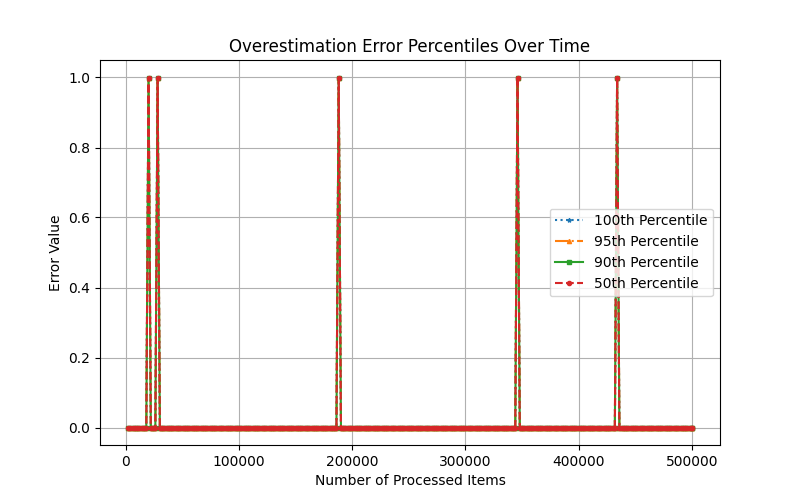 Overestimation Error Percentiles Over Time
1.0
0.8
0.6
0.4
0.2
0.0
Error Value
100th Percentile
95th Percentile
90th Percentile
50th Percentile
0 100000 200000 300000 400000 500000
Number of Processed Items